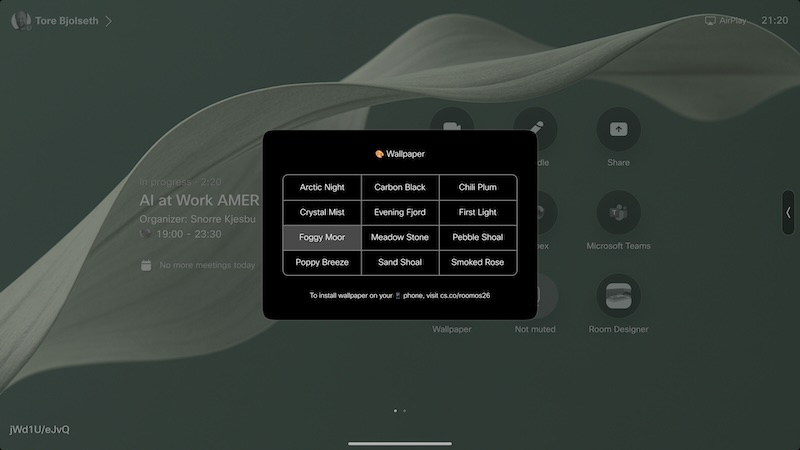 Tore Bjolseth
AirPlay 21:20
🎨 Wallpaper
Arctic Night Carbon Black Chili Plum
Crystal Mist Evening Fjord First Light
Foggy Moor Meadow Stone Pebble Shoal
Poppy Breeze Sand Shoal Smoked Rose
To install wallpaper on your 📱 phone, visit cs.co/roomos26
In progress · 2:20
AI at Work AMER
Organizer: Snorre Kjesbu
19:00 - 23:30
No more meetings today
Share
Microsoft Teams
Wallpaper Not muted Room Designer
jWd1U/eJvQ